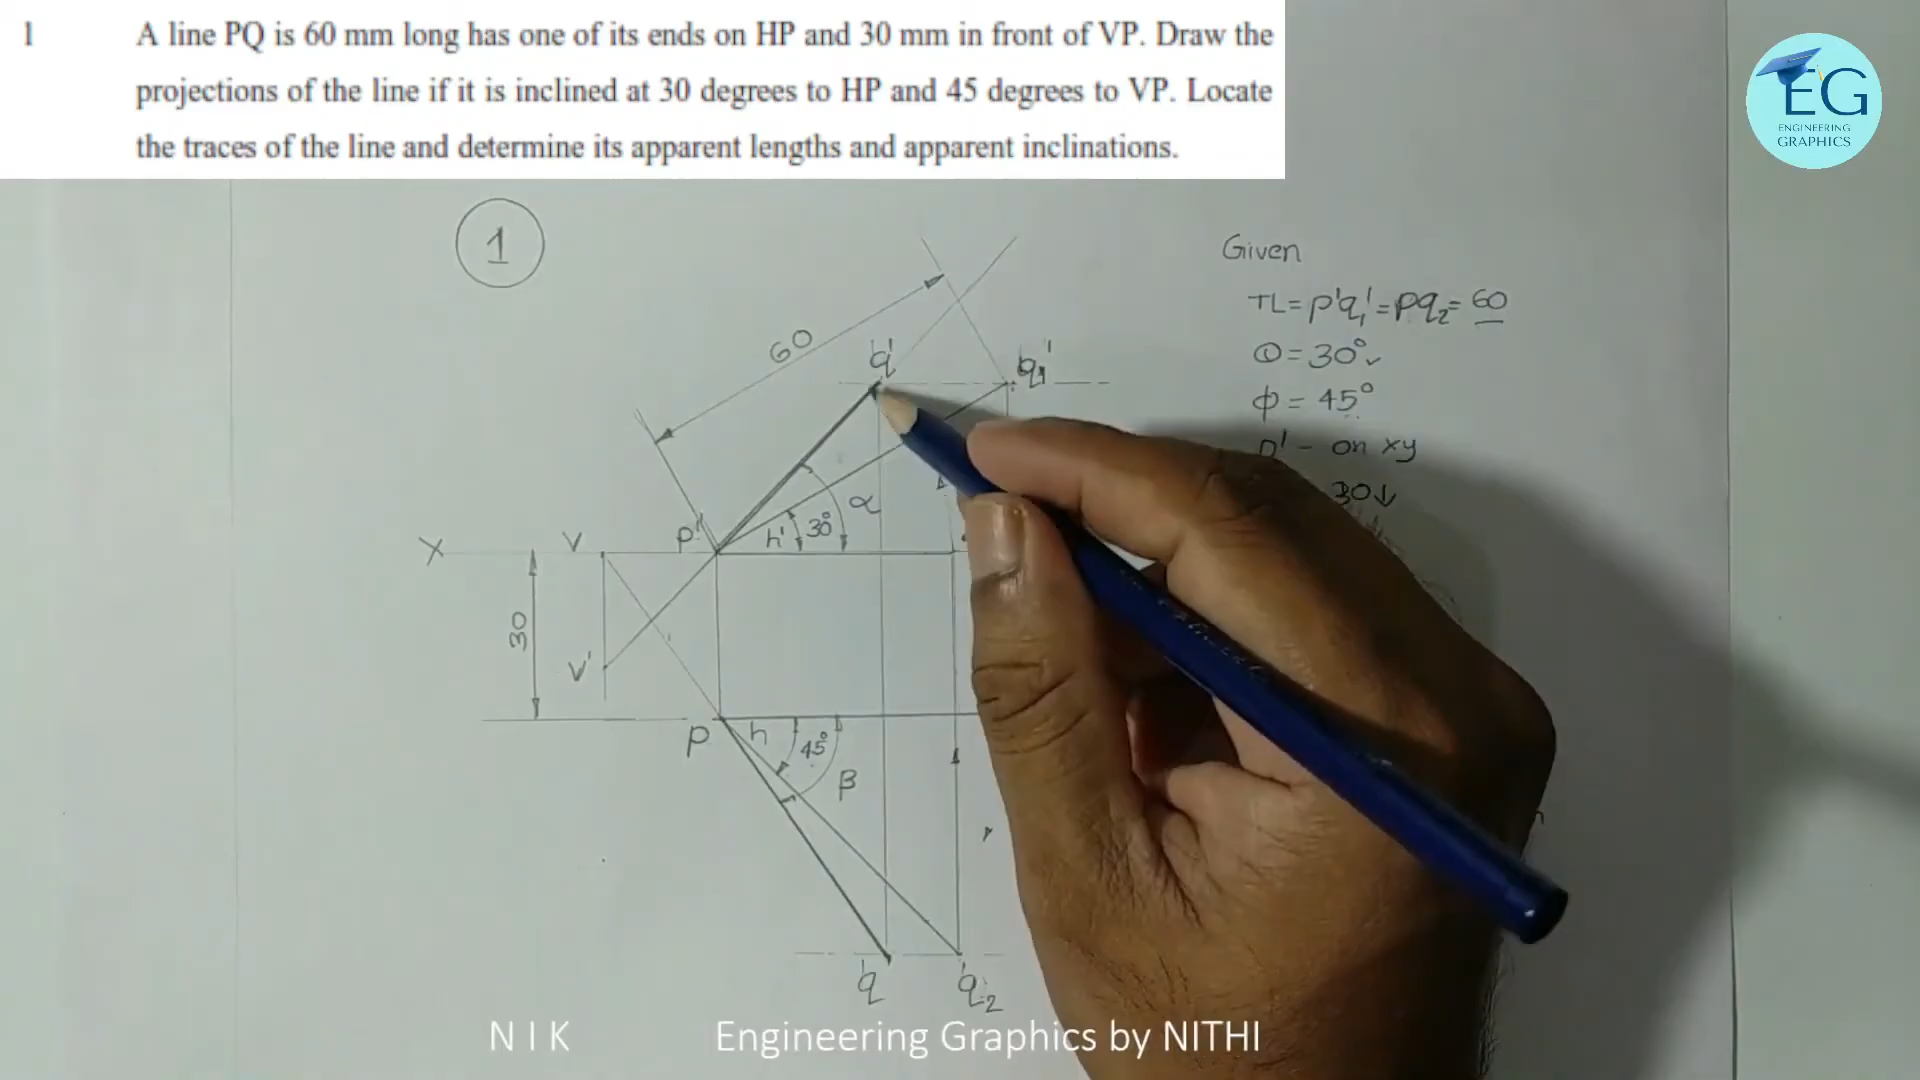 1 A line PQ is 60 mm long has one of its ends on HP and 30 mm in front of VP. Draw the
projections of the line if it is inclined at 30 degrees to HP and 45 degrees to VP. Locate
the traces of the line and determine its apparent lengths and apparent inclinations.
EG
ENGINEERING
GRAPHICS
1
Given
TL = p'q1' = pq2 = 60
θ = 30°
φ = 45°
p' - on xy
30↓
60
q'
q1'
α
X
V
p'
h'
30°
30
V'
p
h
45°
β
q
q2
N I K Engineering Graphics by NITHI